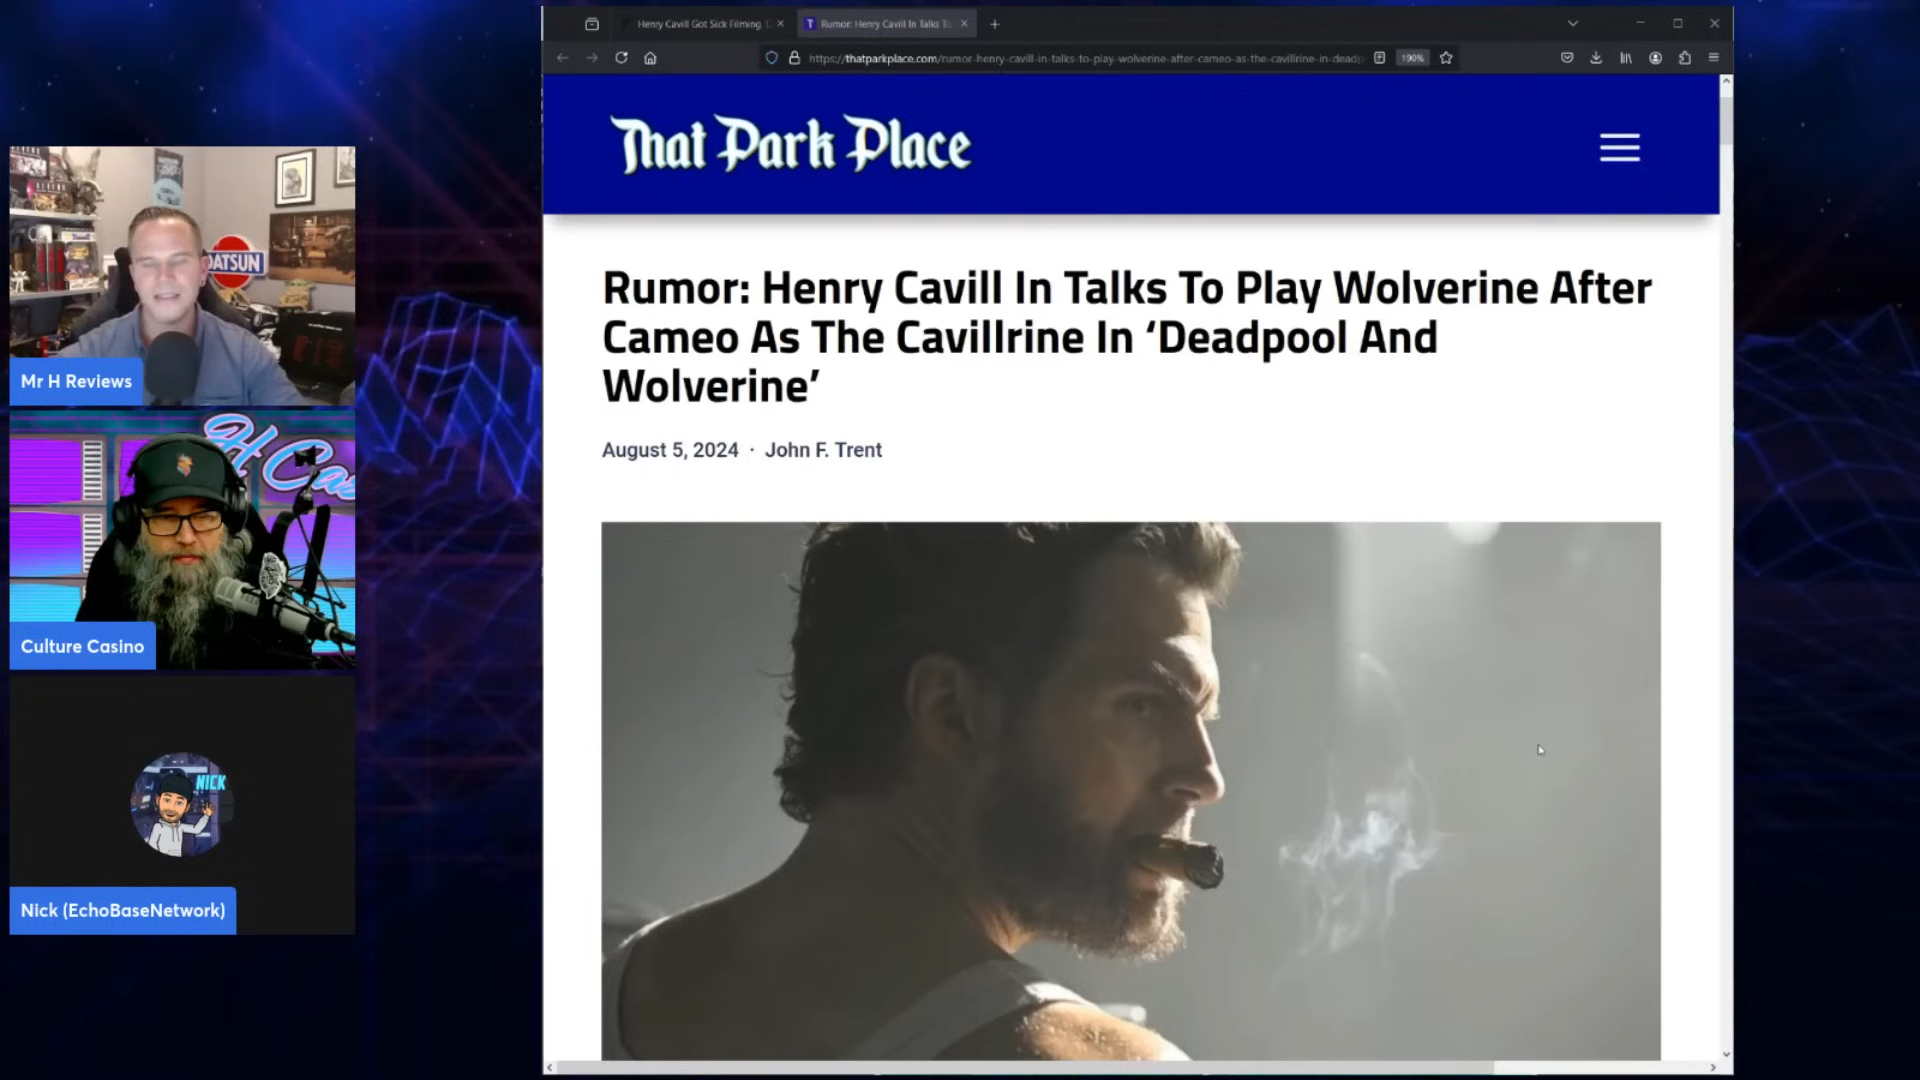 Henry Cavill Got Sick Filming
Rumor: Henry Cavill In Talks To
https://thatparkplace.com/rumor-henry-cavill-in-talks-to-play-wolverine-after-cameo-as-the-cavillrine-in-deadp
190%
That Park Place
Rumor: Henry Cavill In Talks To Play Wolverine After
Cameo As The Cavillrine In ‘Deadpool And
Wolverine’
August 5, 2024 · John F. Trent
DATSUN
Mr H Reviews
Culture Casino
NICK
Nick (EchoBaseNetwork)